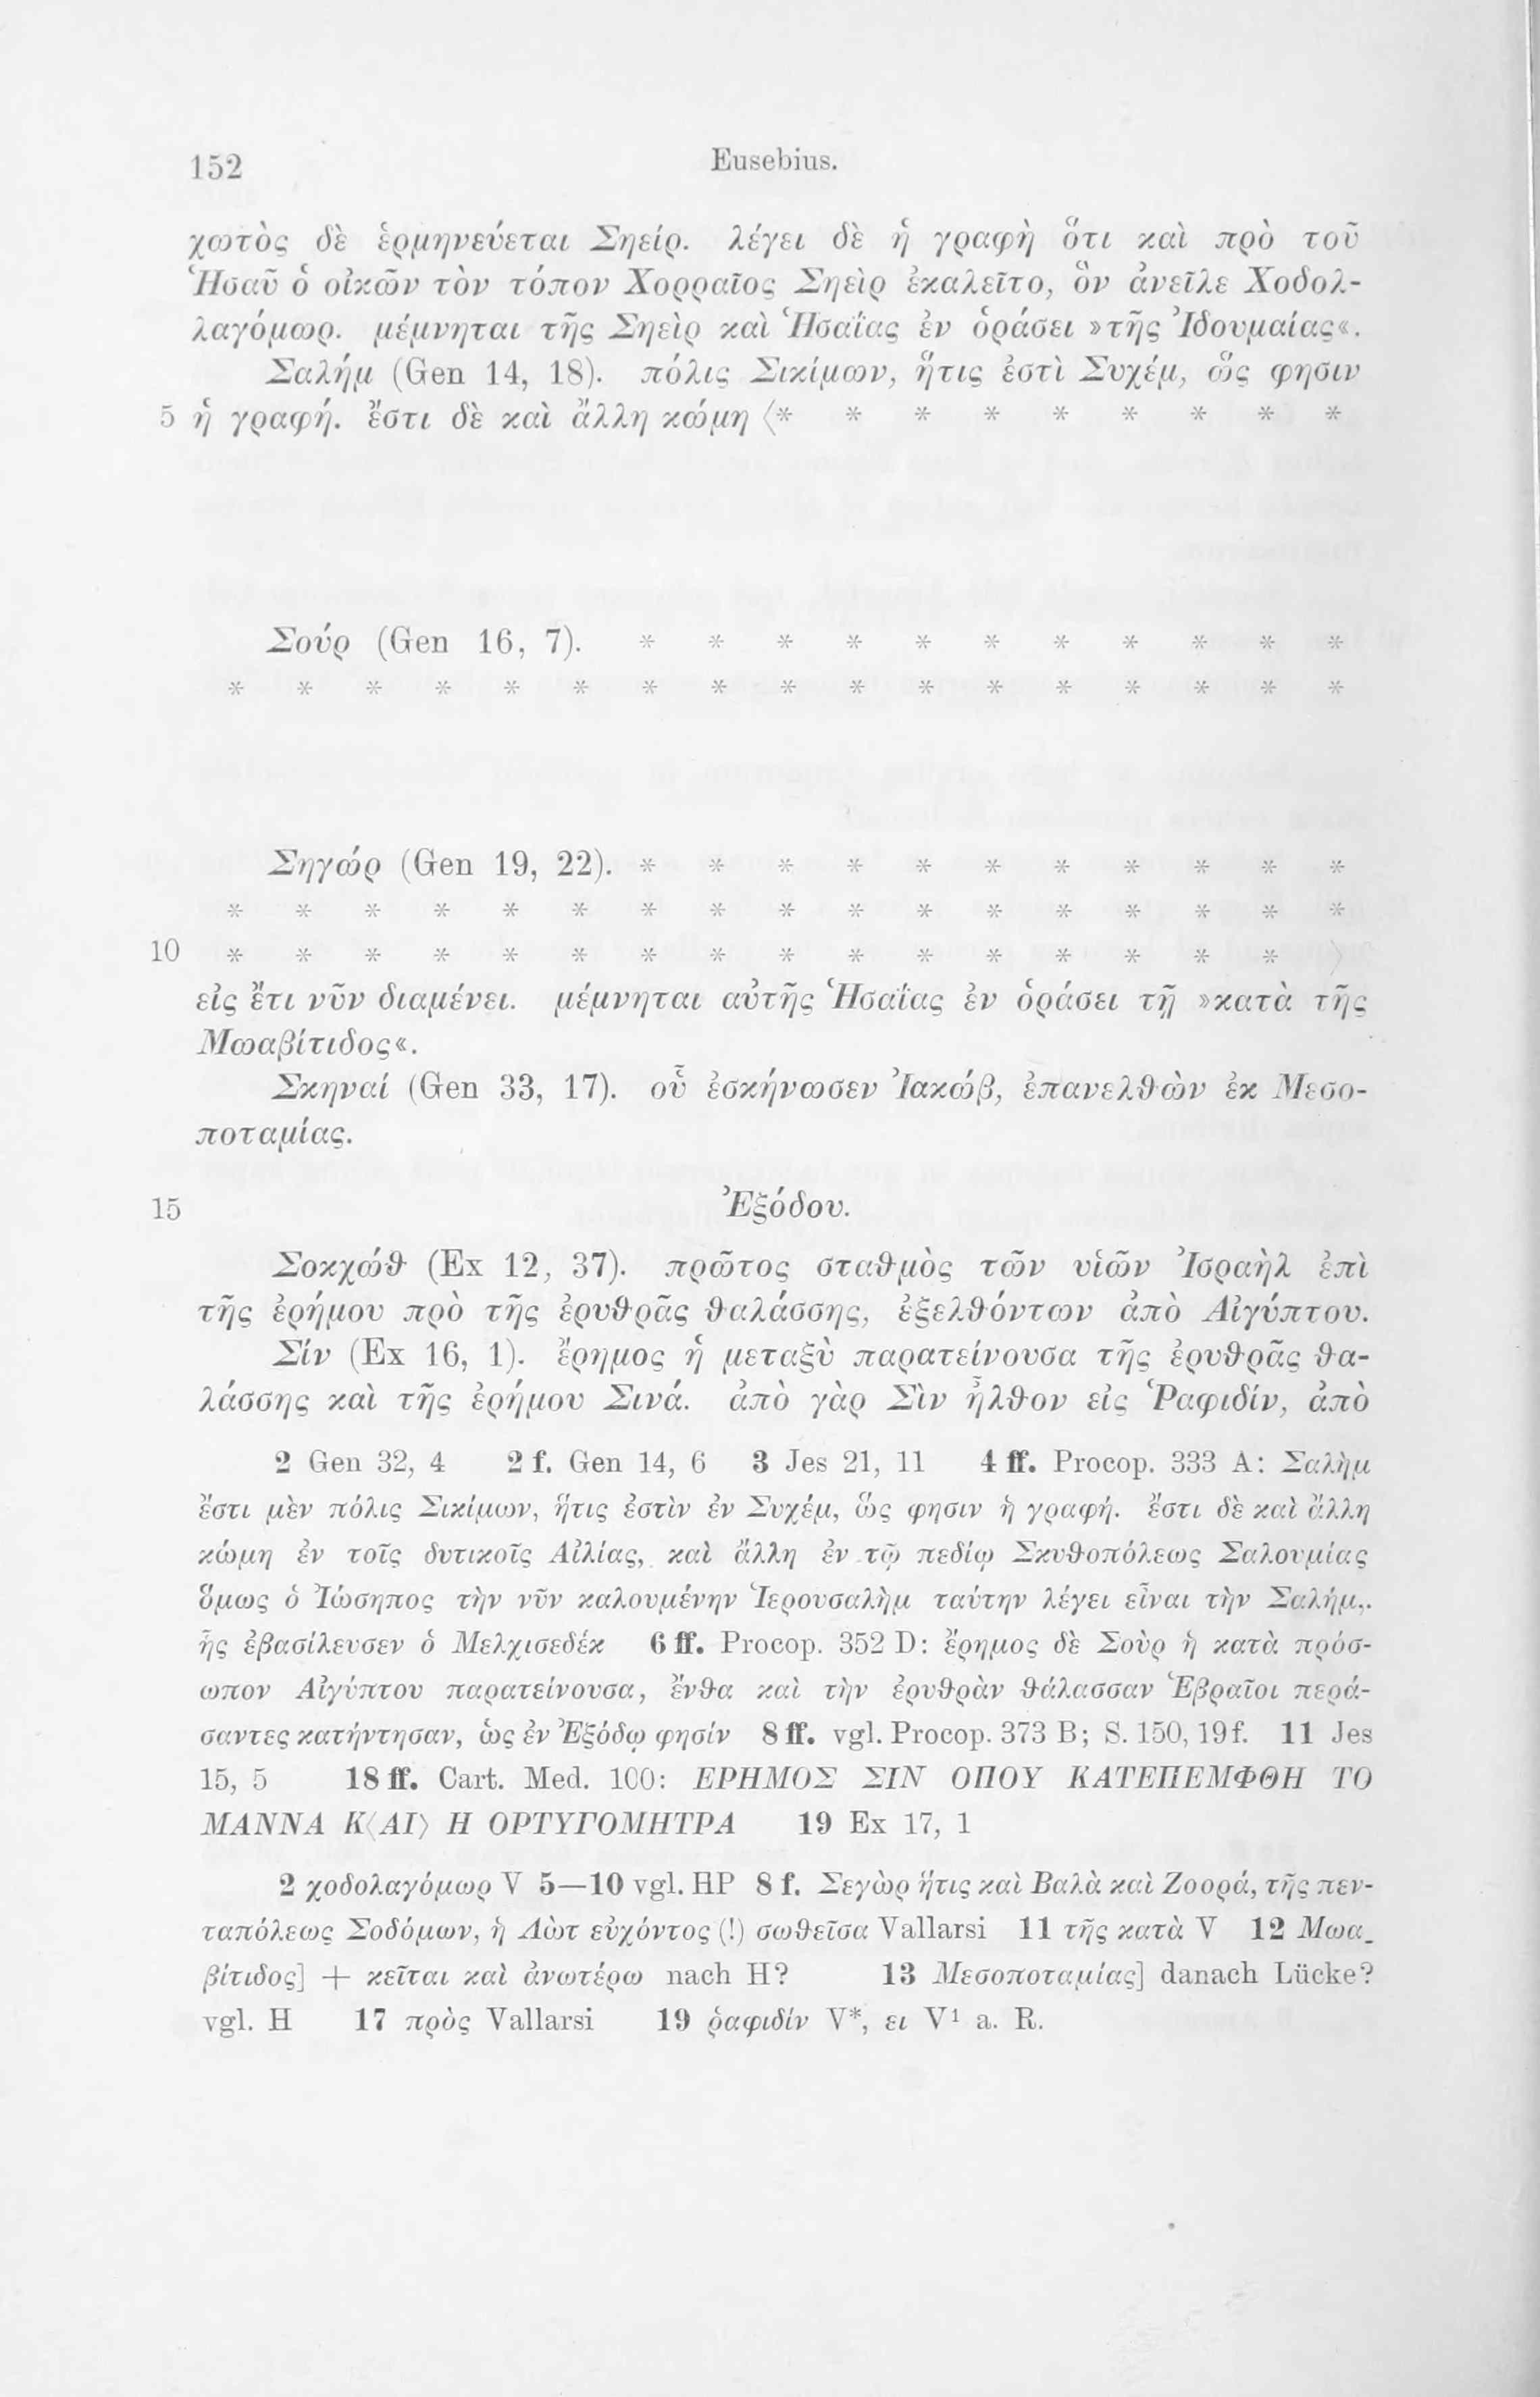 152
Eusebius.
χωτὸς δὲ ἑρμηνεύεται Σηείρ. λέγει δὲ ἡ γραφὴ ὅτι καὶ πρὸ τοῦ
Ἡσαῦ ὁ οἰκῶν τὸν τόπον Χορραῖος Σηεὶρ ἐκαλεῖτο, ὃν ἀνεῖλε Χοδολ-
λαγόμωρ. μέμνηται τῆς Σηεὶρ καὶ Ἡσαΐας ἐν ὁράσει »τῆς Ἰδουμαίας«.
Σαλήμ (Gen 14, 18). πόλις Σικίμων, ἥτις ἐστὶ Συχέμ, ὥς φησιν
5 ἡ γραφή. ἔστι δὲ καὶ ἄλλη κώμη ⟨* * * * * * * * *
Σούρ (Gen 16, 7). * * * * * * * * * * *
* * * * * * * * * * * * * * * * *
Σηγώρ (Gen 19, 22). * * * * * * * * * * *
* * * * * * * * * * * * * * * * *
10 * * * * * * * * * * * * * * * * ⟩
εἰς ἔτι νῦν διαμένει. μέμνηται αὐτῆς Ἡσαΐας ἐν ὁράσει τῇ »κατὰ τῆς
Μωαβίτιδος«.
Σκηναί (Gen 33, 17). οὗ ἐσκήνωσεν Ἰακώβ, ἐπανελθὼν ἐκ Μεσο-
ποταμίας.
15 Ἐξόδου.
Σοκχώθ (Ex 12, 37). πρῶτος σταθμὸς τῶν υἱῶν Ἰσραὴλ ἐπὶ
τῆς ἐρήμου πρὸ τῆς ἐρυθρᾶς θαλάσσης, ἐξελθόντων ἀπὸ Αἰγύπτου.
Σίν (Ex 16, 1). ἔρημος ἡ μεταξὺ παρατείνουσα τῆς ἐρυθρᾶς θα-
λάσσης καὶ τῆς ἐρήμου Σινά. ἀπὸ γὰρ Σὶν ἦλθον εἰς Ῥαφιδίν, ἀπὸ
2 Gen 32, 4 2 f. Gen 14, 6 3 Jes 21, 11 4 ff. Procop. 333 A: Σαλὴμ
ἔστι μὲν πόλις Σικίμων, ἥτις ἐστὶν ἐν Συχέμ, ὥς φησιν ἡ γραφή. ἔστι δὲ καὶ ἄλλη
κώμη ἐν τοῖς δυτικοῖς Αἰλίας, καὶ ἄλλη ἐν τῷ πεδίῳ Σκυθοπόλεως Σαλουμίας
ὅμως ὁ Ἰώσηπος τὴν νῦν καλουμένην Ἱερουσαλὴμ ταύτην λέγει εἶναι τὴν Σαλήμ,.
ἧς ἐβασίλευσεν ὁ Μελχισεδέκ 6 ff. Procop. 352 D: ἔρημος δὲ Σοὺρ ἡ κατὰ πρόσ-
ωπον Αἰγύπτου παρατείνουσα, ἔνθα καὶ τὴν ἐρυθρὰν θάλασσαν Ἑβραῖοι περά-
σαντες κατήντησαν, ὡς ἐν Ἐξόδῳ φησίν 8 ff. vgl. Procop. 373 B; S. 150, 19 f. 11 Jes
15, 5 18 ff. Cart. Med. 100: ΕΡΗΜΟΣ ΣΙΝ ΟΠΟΥ ΚΑΤΕΠΕΜΦΘΗ ΤΟ
ΜΑΝΝΑ Κ⟨ΑΙ⟩ Η ΟΡΤΥΓΟΜΗΤΡΑ 19 Ex 17, 1
2 χοδολαγόμωρ V 5—10 vgl. HP 8 f. Σεγὼρ ἥτις καὶ Βαλὰ καὶ Ζοορά, τῆς πεν-
ταπόλεως Σοδόμων, ἡ Λὼτ εὐχόντος (!) σωθεῖσα Vallarsi 11 τῆς κατὰ V 12 Μωα-
βίτιδος] + κεῖται καὶ ἀνωτέρω nach H? 13 Μεσοποταμίας] danach Lücke?
vgl. H 17 πρὸς Vallarsi 19 ῥαφιδίν V*, ει V¹ a. R.